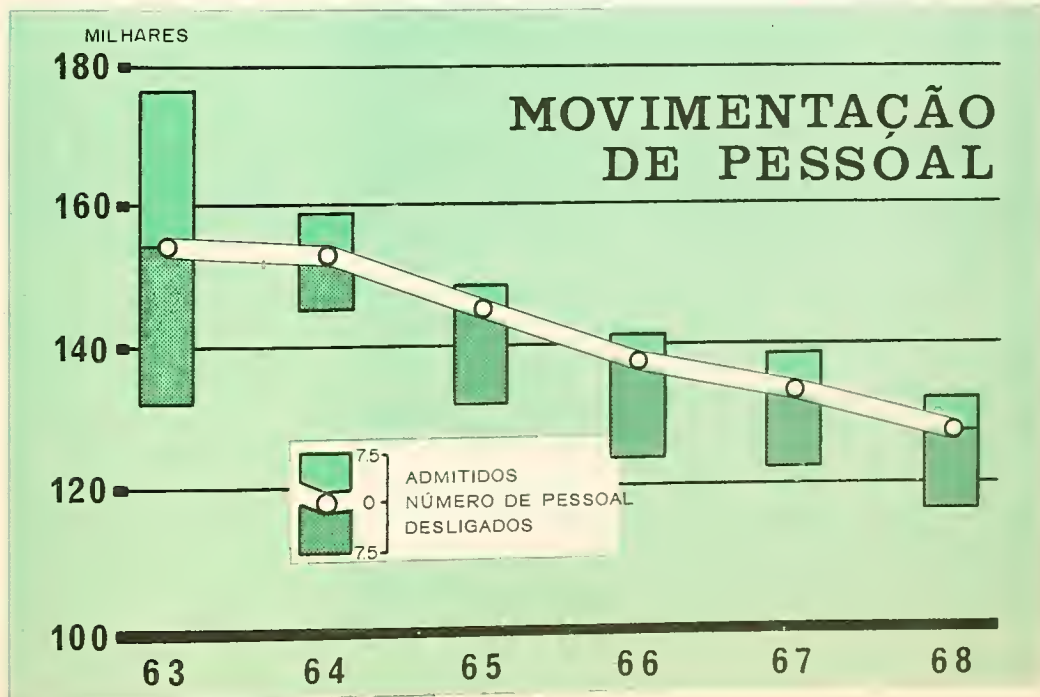 MILHARES
180
MOVIMENTAÇÃO
DE PESSÓAL
160
140
120
7.5
ADMITIDOS
0
NÚMERO DE PESSOAL
DESLIGADOS
7.5
100
63 64 65 66 67 68